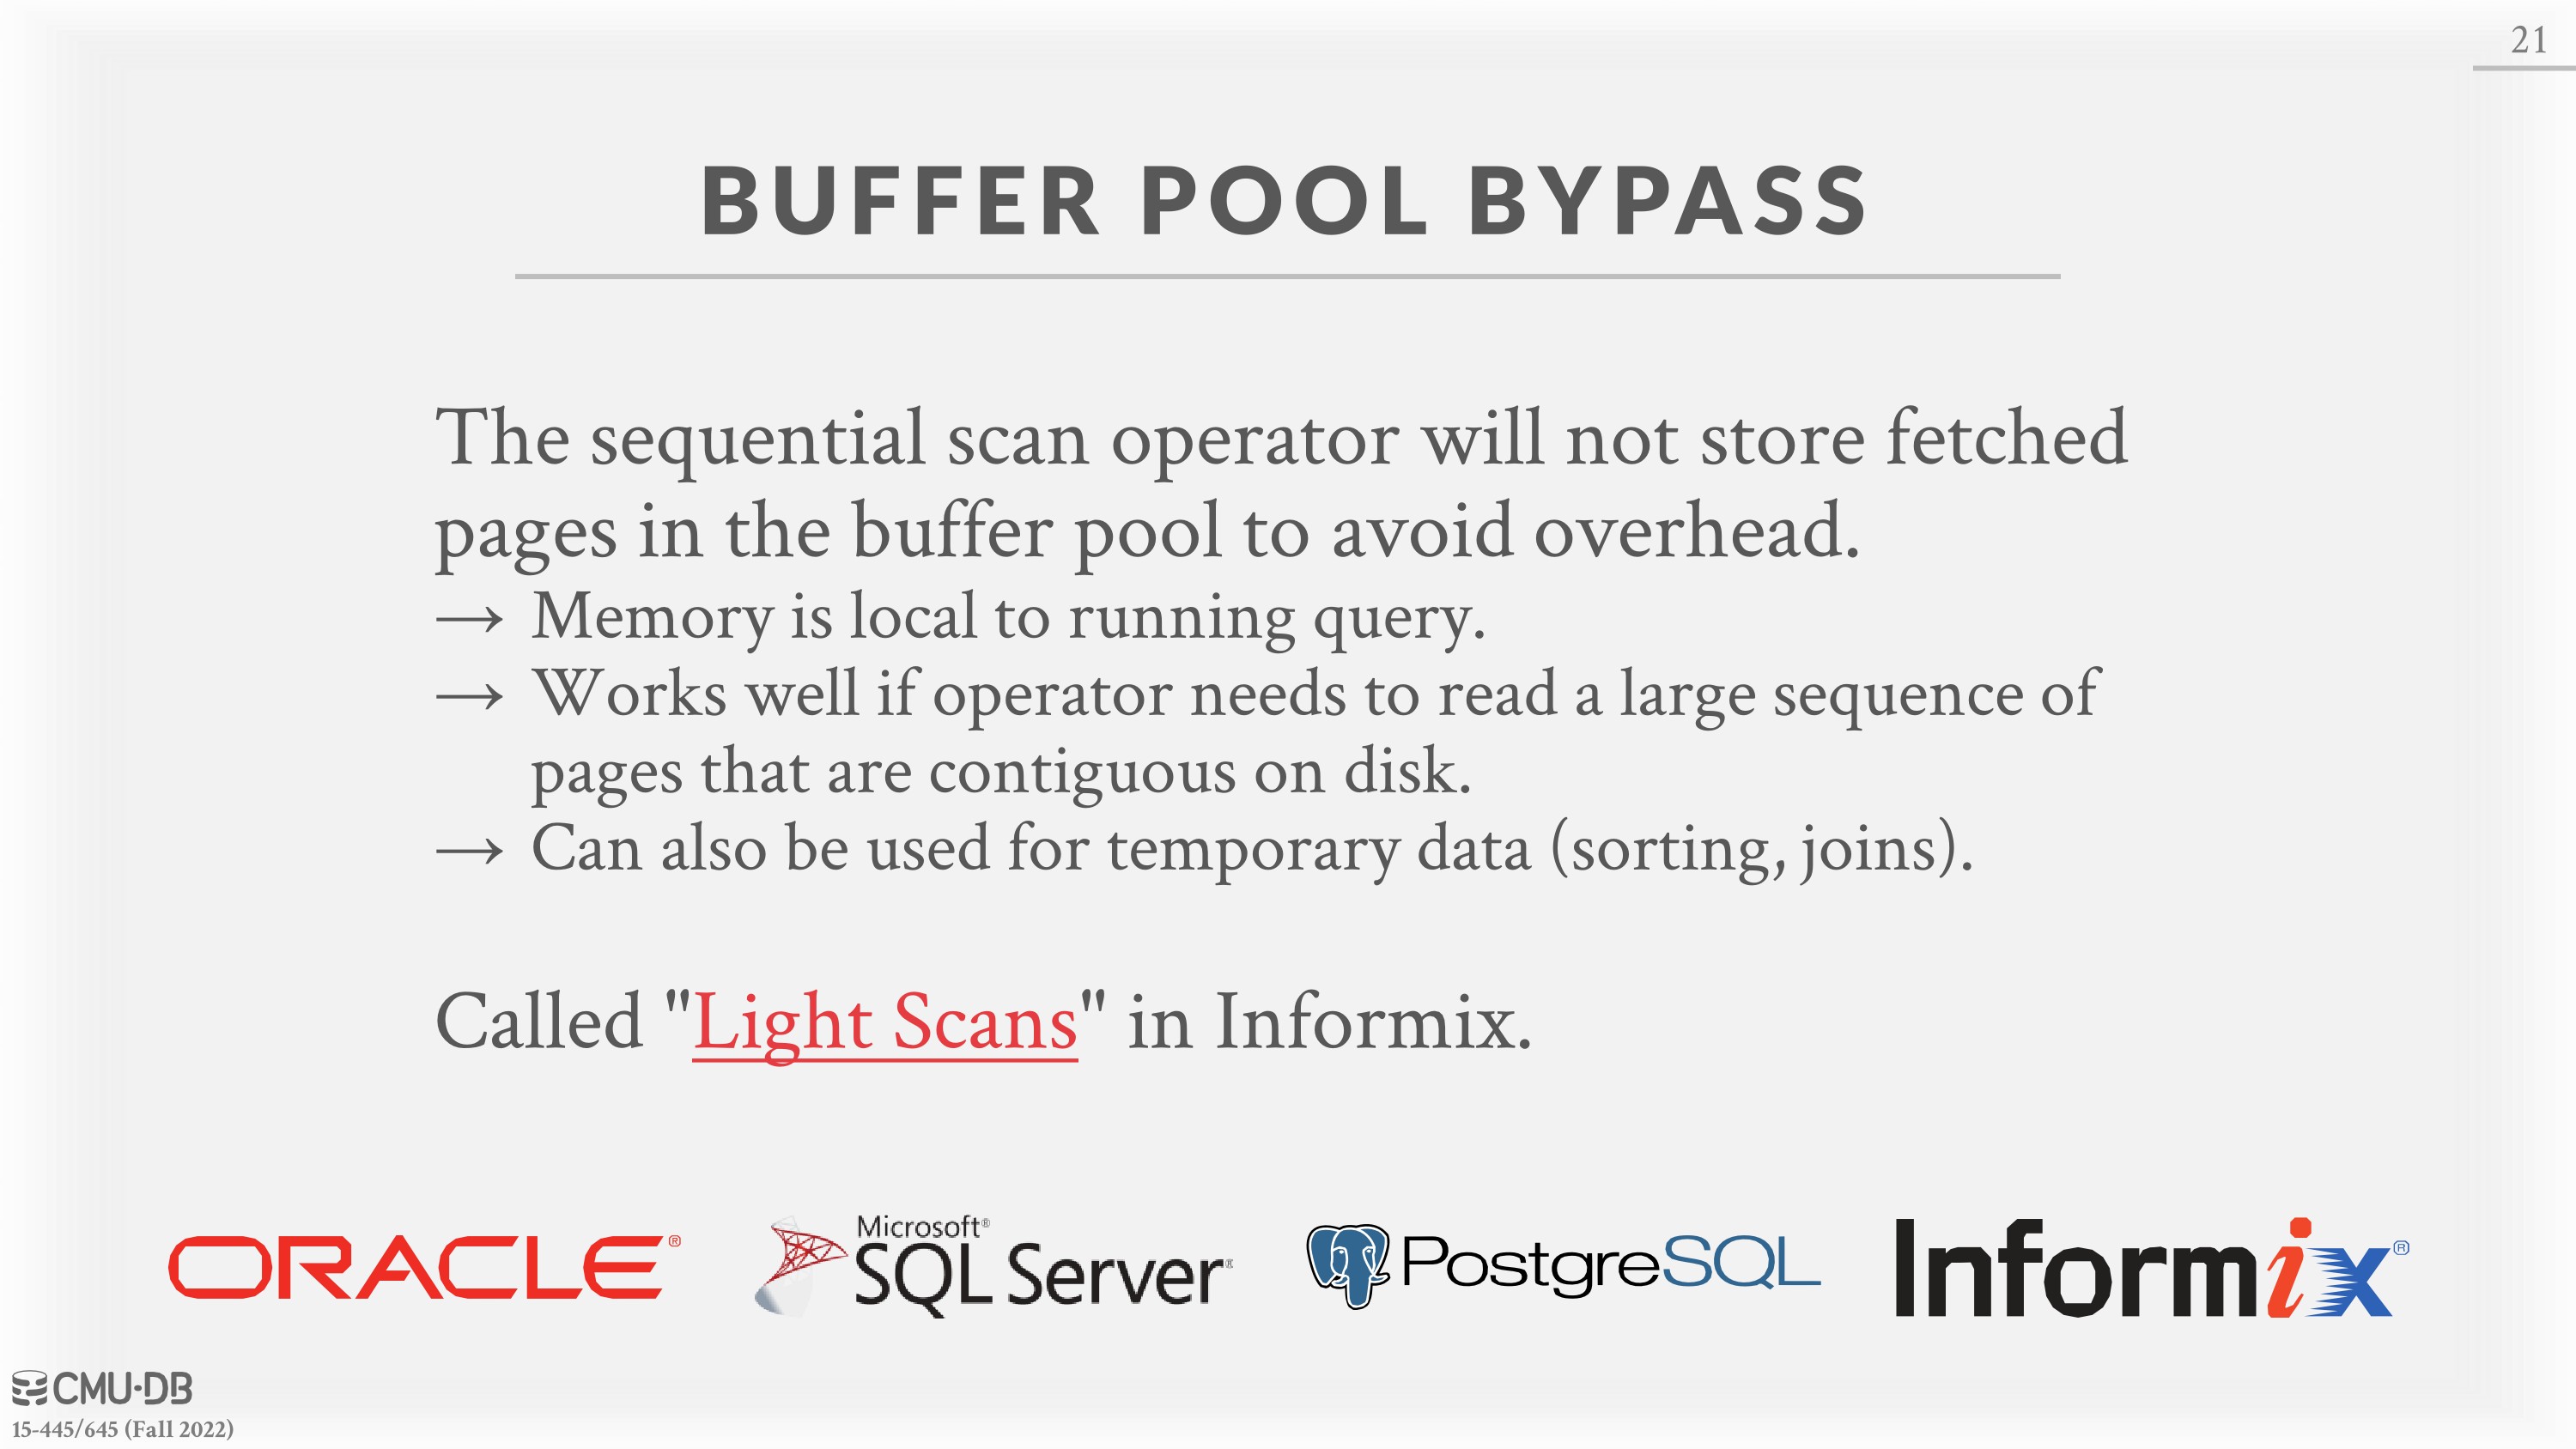 21
BUFFER POOL BYPASS
The sequential scan operator will not store fetched
pages in the buffer pool to avoid overhead.
→ Memory is local to running query.
→ Works well if operator needs to read a large sequence of
pages that are contiguous on disk.
→ Can also be used for temporary data (sorting, joins).
Called "Light Scans" in Informix.
ORACLE®
Microsoft®
SQL Server®
PostgreSQL
Informix®
CMU·DB
15-445/645 (Fall 2022)